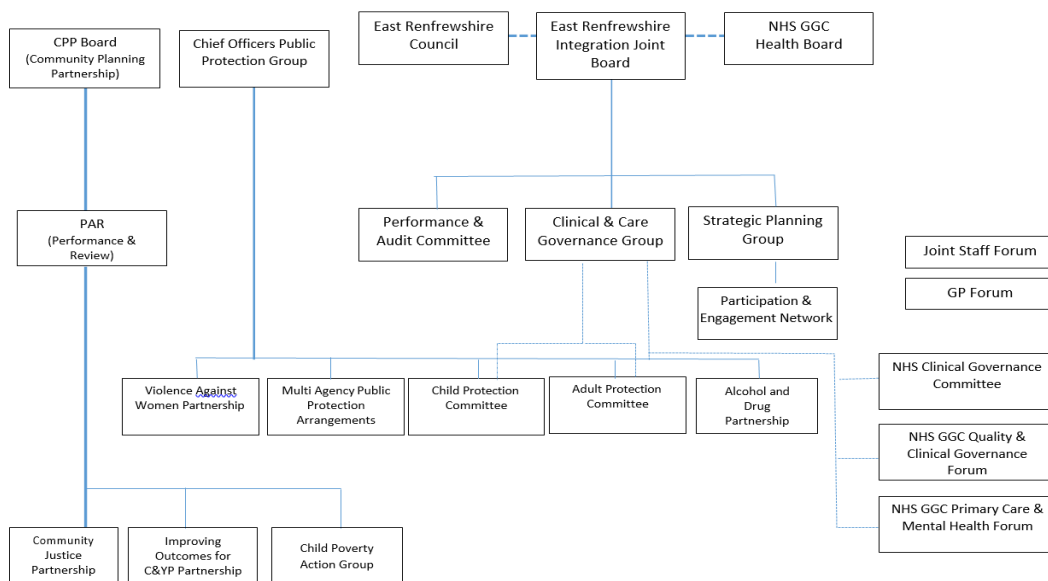 CPP Board
(Community Planning
Partnership)
Chief Officers Public
Protection Group
East Renfrewshire
Council
East Renfrewshire
Integration Joint
Board
NHS GGC
Health Board
PAR
(Performance &
Review)
Performance &
Audit Committee
Clinical & Care
Governance Group
Strategic Planning
Group
Joint Staff Forum
GP Forum
Participation &
Engagement Network
Violence Against
Women Partnership
Multi Agency Public
Protection
Arrangements
Child Protection
Committee
Adult Protection
Committee
Alcohol and
Drug
Partnership
NHS Clinical Governance
Committee
NHS GGC Quality &
Clinical Governance
Forum
NHS GGC Primary Care &
Mental Health Forum
Community
Justice
Partnership
Improving
Outcomes for
C&YP Partnership
Child Poverty
Action Group